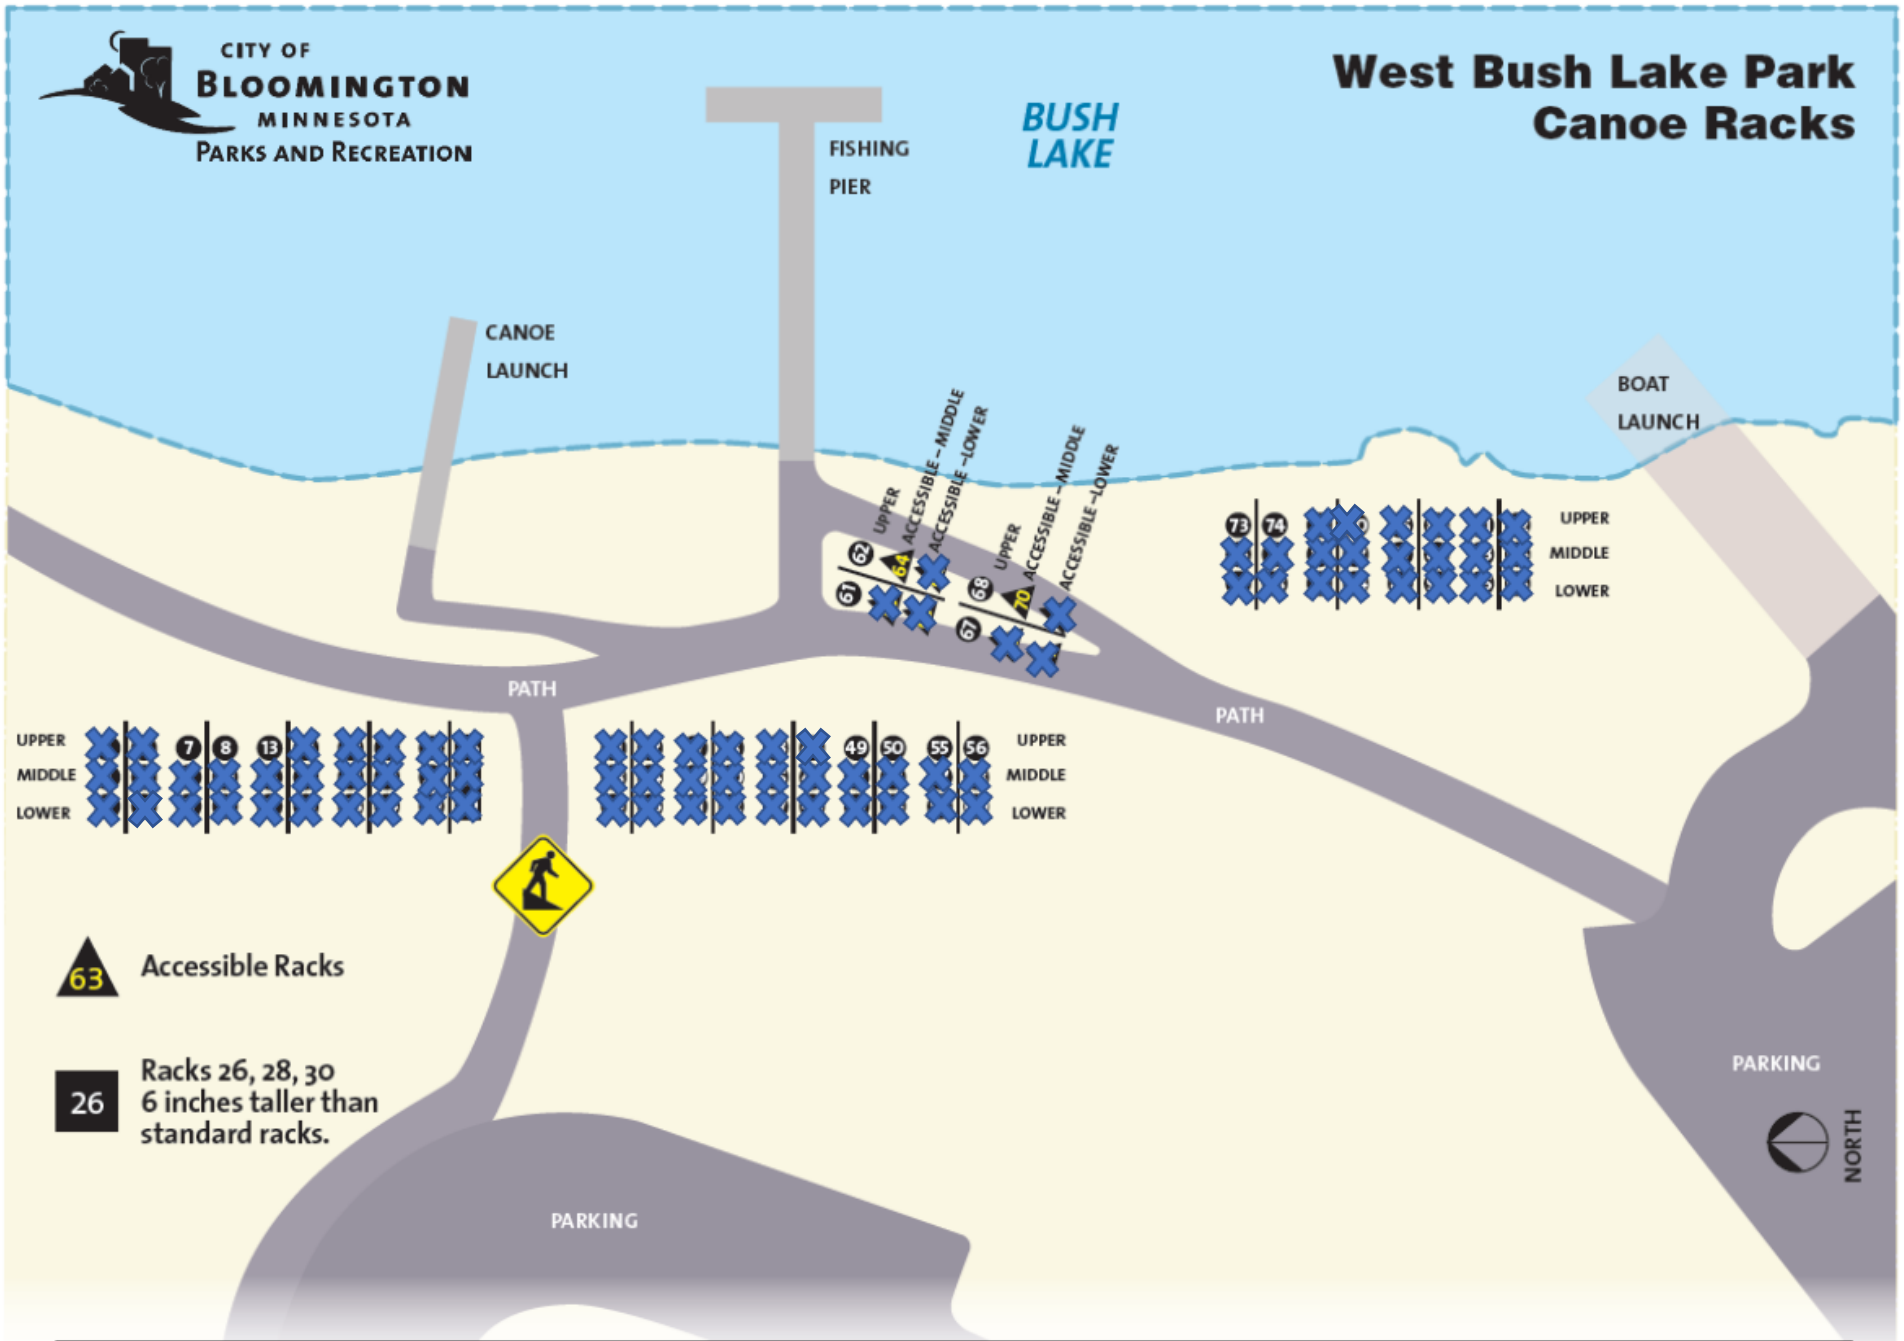 CITY OF
BLOOMINGTON
MINNESOTA
PARKS AND RECREATION
West Bush Lake Park
Canoe Racks
BUSH
LAKE
FISHING
PIER
CANOE
LAUNCH
BOAT
LAUNCH
UPPER
ACCESSIBLE – MIDDLE
ACCESSIBLE –LOWER
62
64
61
UPPER
ACCESSIBLE – MIDDLE
ACCESSIBLE –LOWER
68
70
67
73 74
UPPER
MIDDLE
LOWER
PATH
PATH
UPPER
MIDDLE
LOWER
7 8 13
49 50 55 56
UPPER
MIDDLE
LOWER
63
Accessible Racks
26
Racks 26, 28, 30
6 inches taller than
standard racks.
PARKING
NORTH
PARKING